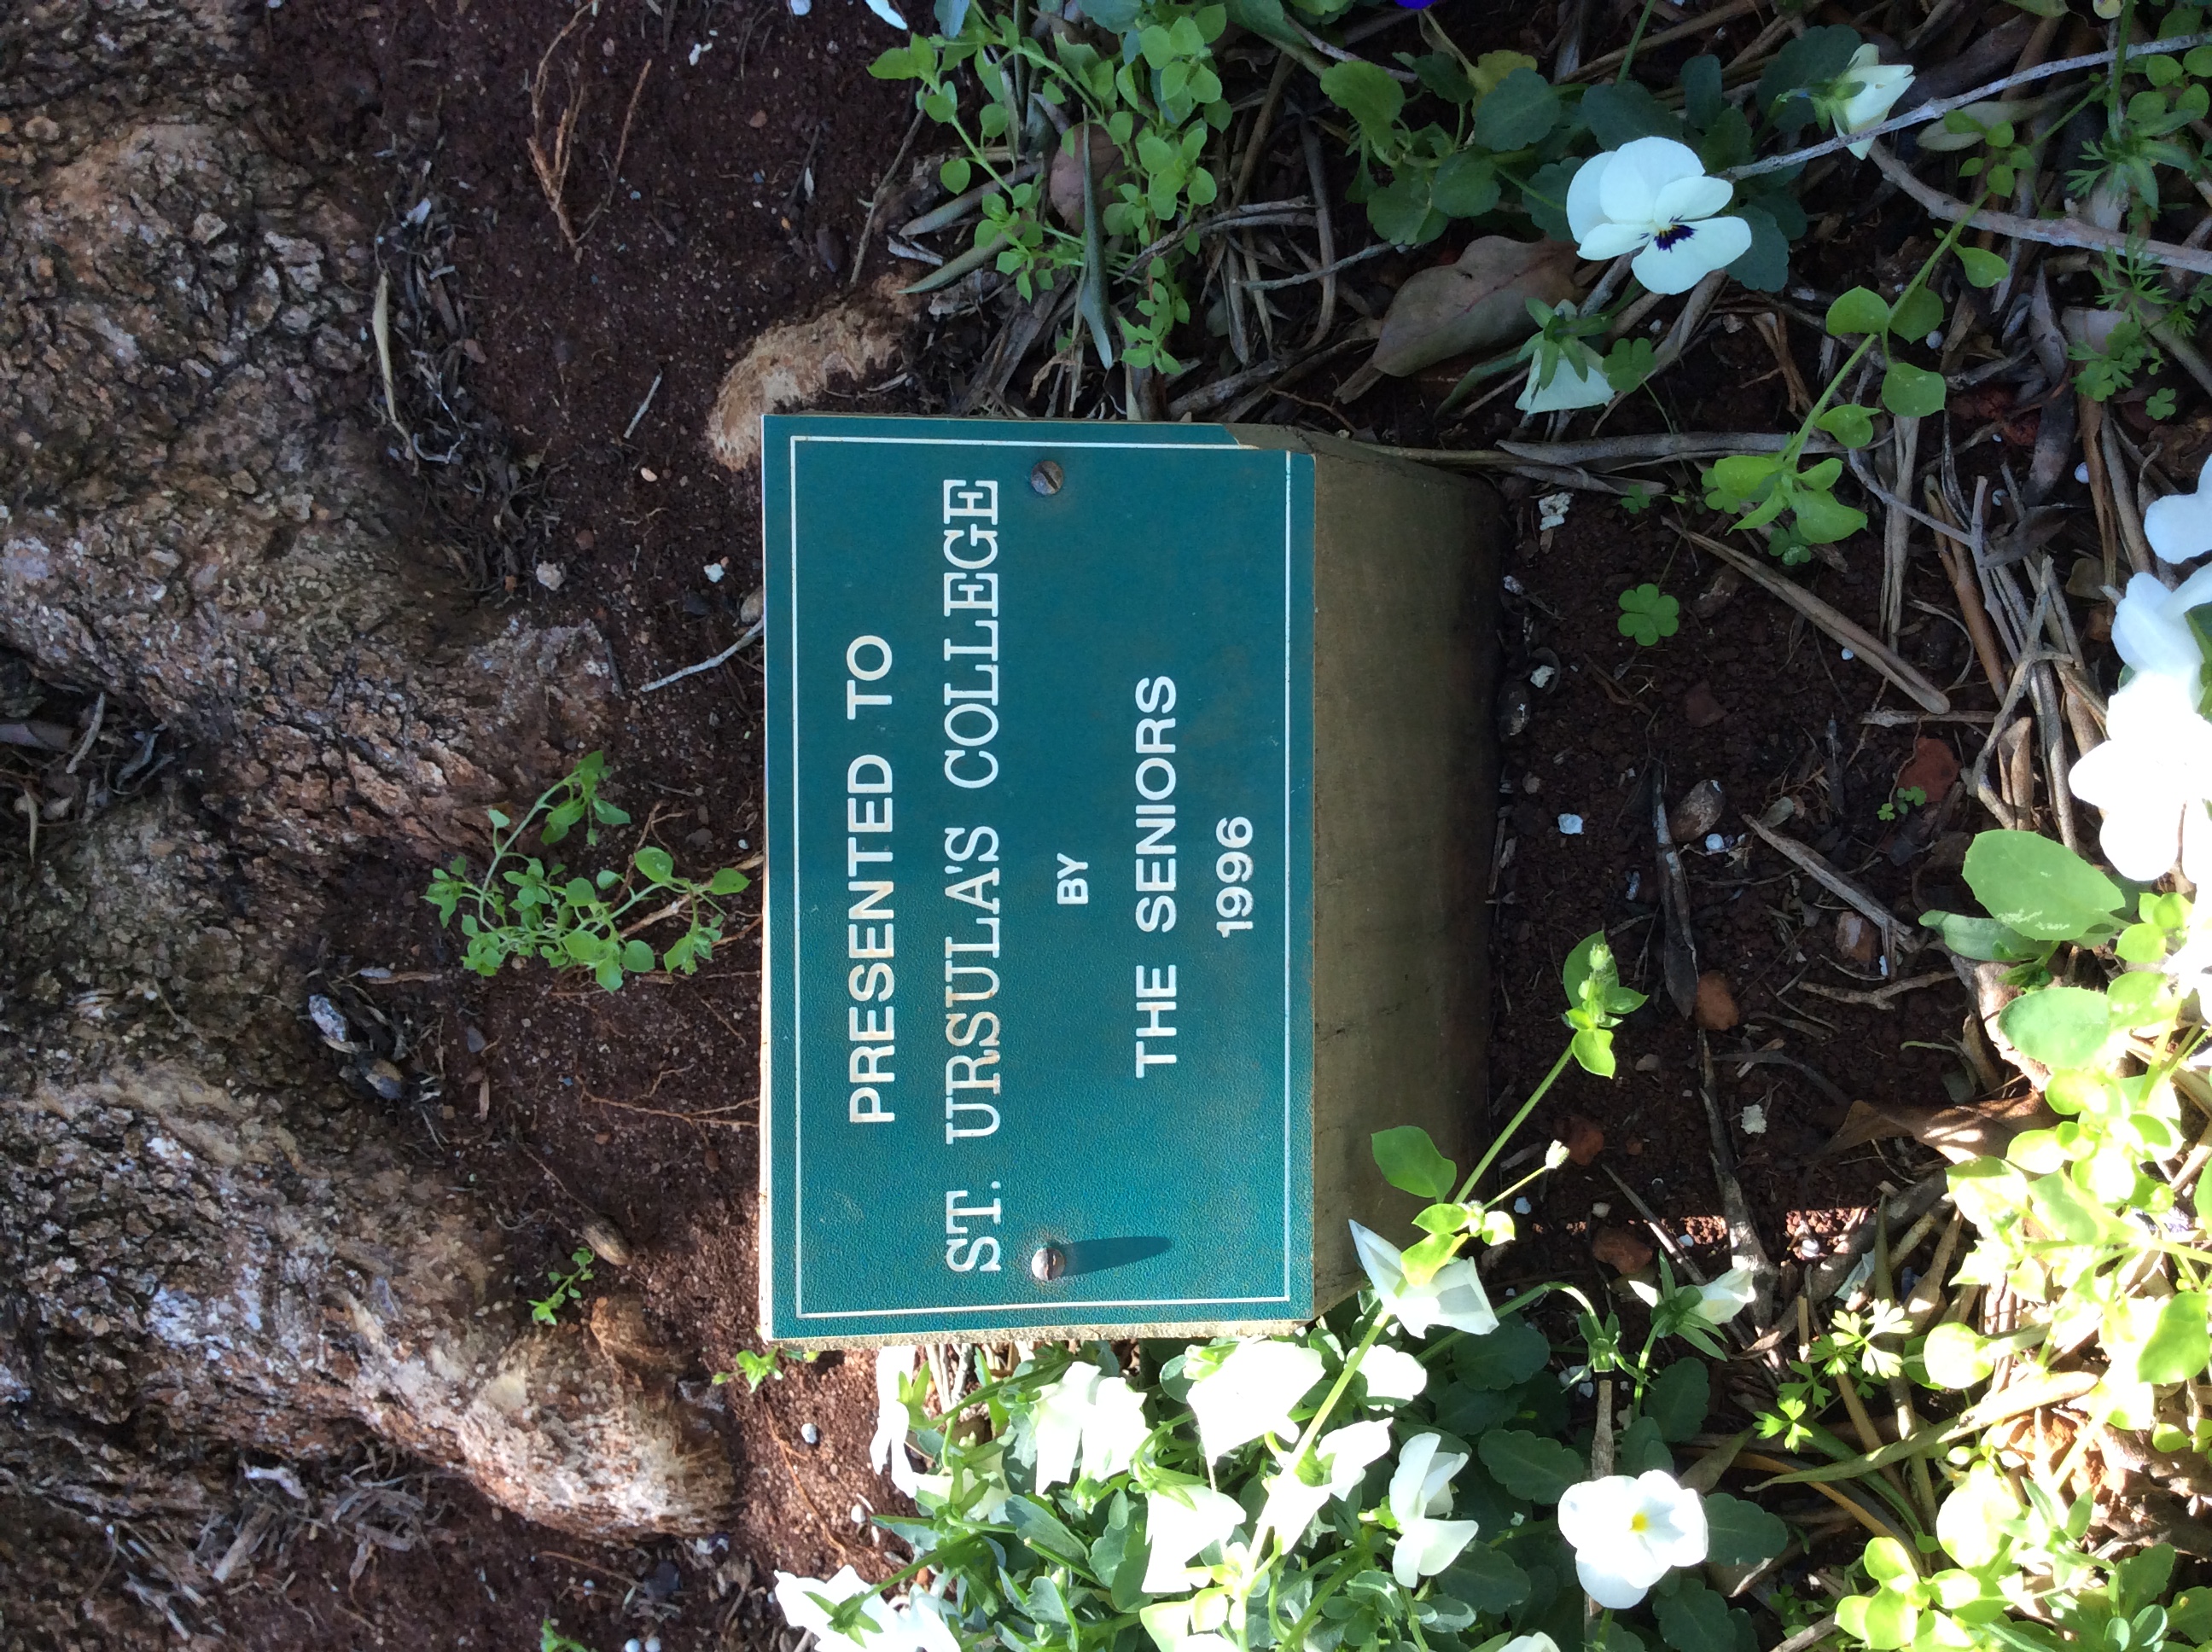 PRESENTED TO
ST. URSULA'S COLLEGE
BY
THE SENIORS
1996